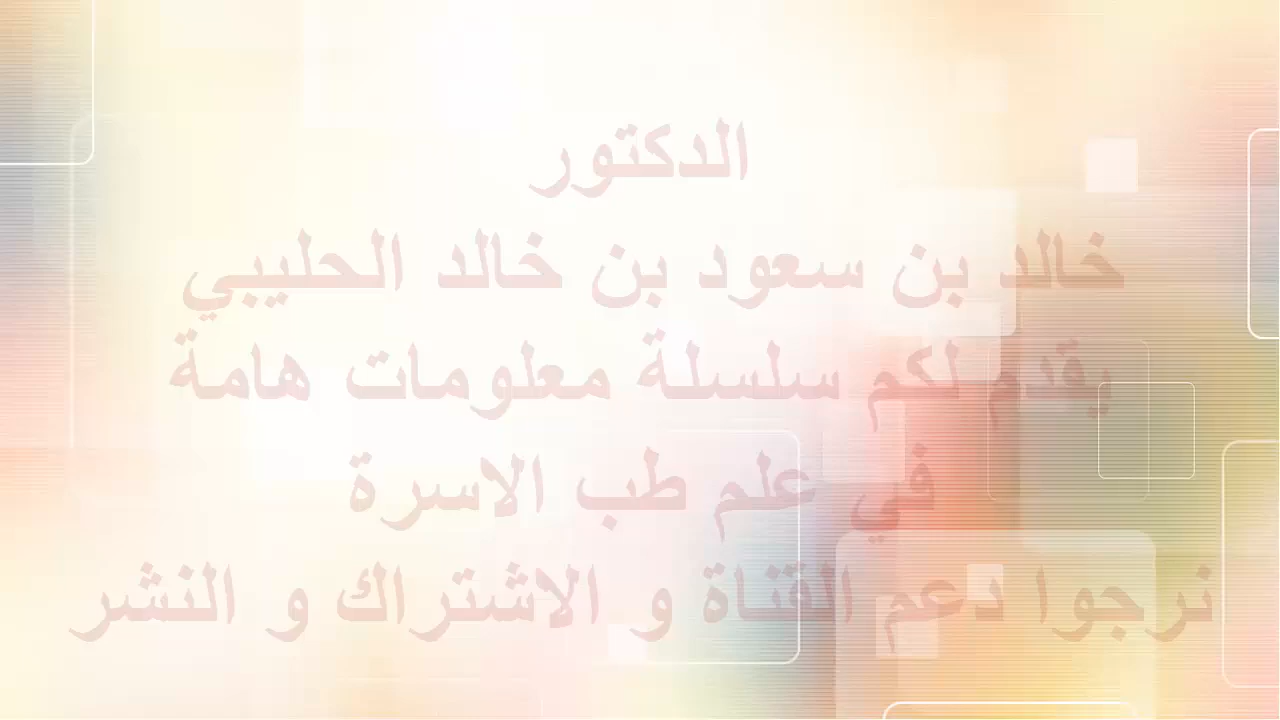 الدكتور
خالد بن سعود بن خالد الحليبي
يقدم لكم سلسلة معلومات هامة
في علم طب الاسرة
نرجوا دعم القناة و الاشتراك و النشر